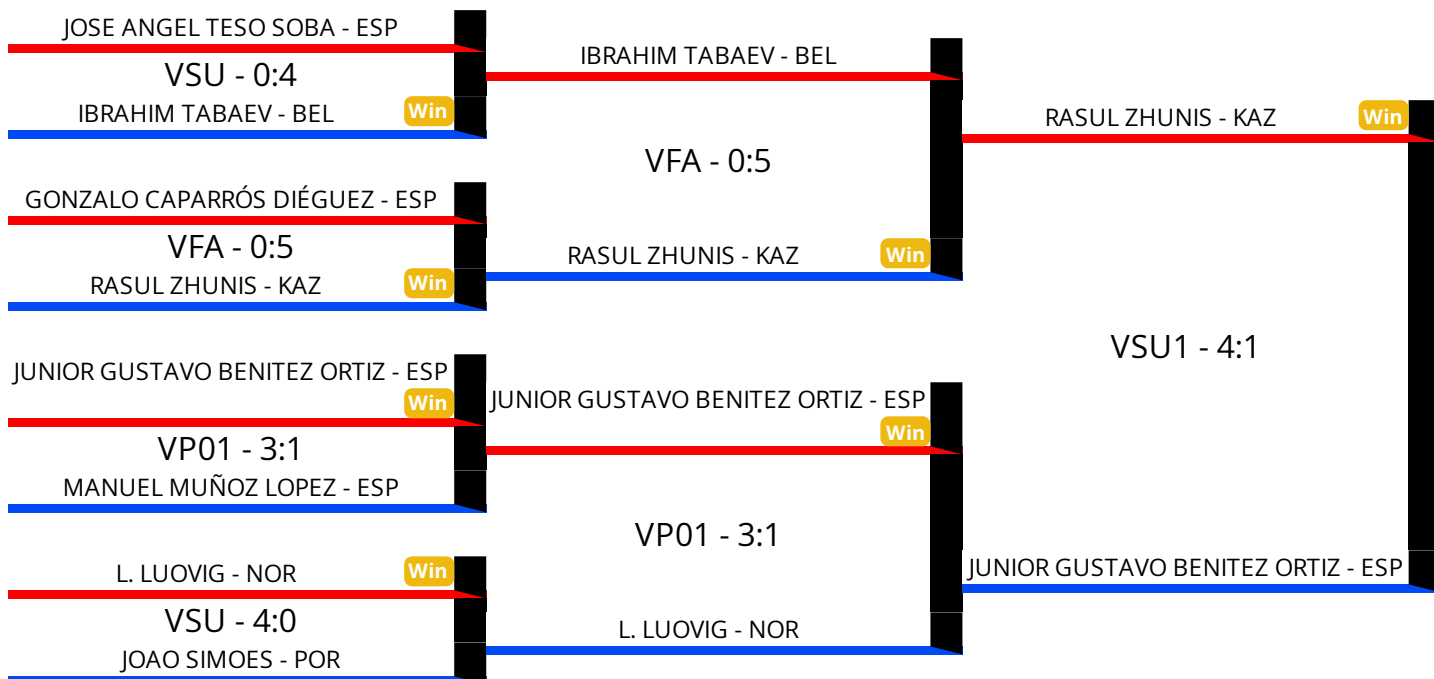 JOSE ANGEL TESO SOBA - ESP
VSU - 0:4
IBRAHIM TABAEV - BEL
Win
GONZALO CAPARRÓS DIÉGUEZ - ESP
VFA - 0:5
RASUL ZHUNIS - KAZ
Win
JUNIOR GUSTAVO BENITEZ ORTIZ - ESP
Win
VPO1 - 3:1
MANUEL MUÑOZ LOPEZ - ESP
L. LUOVIG - NOR
Win
VSU - 4:0
JOAO SIMOES - POR
IBRAHIM TABAEV - BEL
VFA - 0:5
RASUL ZHUNIS - KAZ
Win
JUNIOR GUSTAVO BENITEZ ORTIZ - ESP
Win
VPO1 - 3:1
L. LUOVIG - NOR
RASUL ZHUNIS - KAZ
Win
VSU1 - 4:1
JUNIOR GUSTAVO BENITEZ ORTIZ - ESP